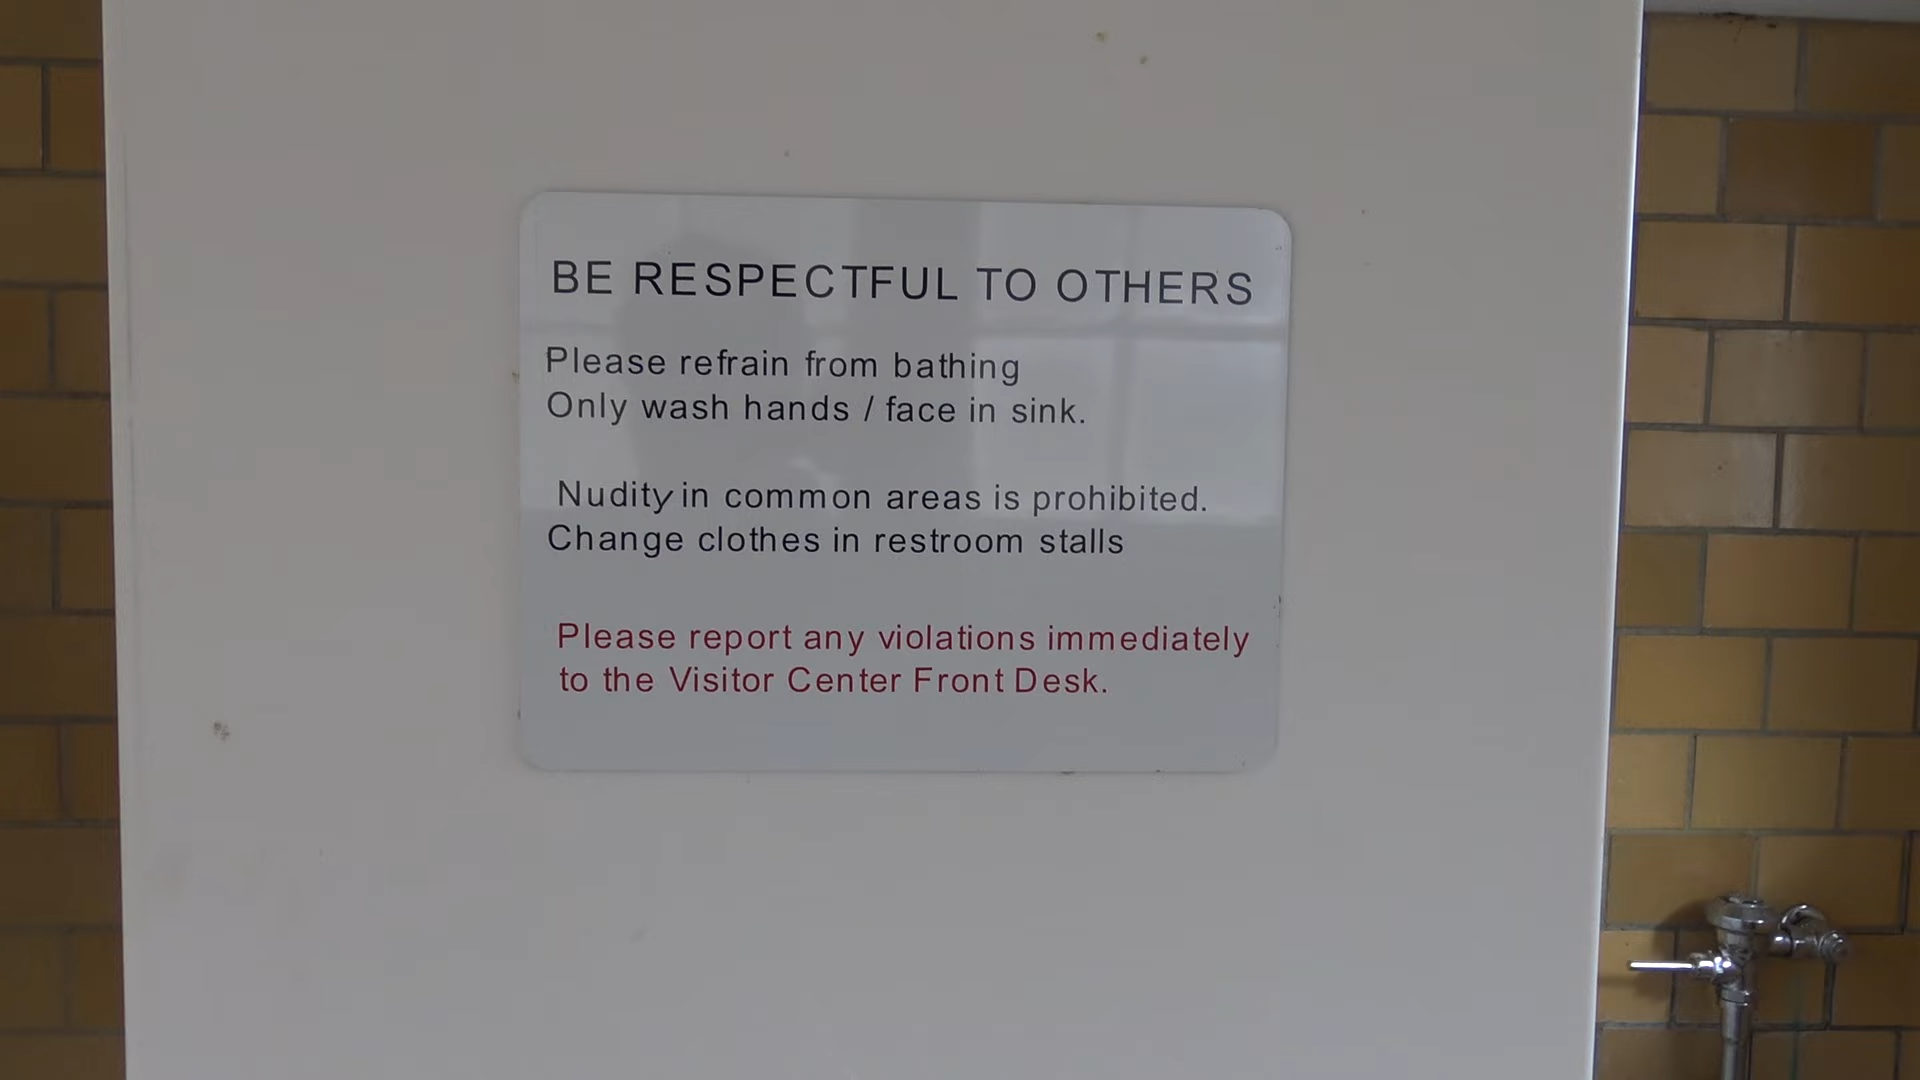 BE RESPECTFUL TO OTHERS
Please refrain from bathing
Only wash hands / face in sink.
Nudity in common areas is prohibited.
Change clothes in restroom stalls
Please report any violations immediately
to the Visitor Center Front Desk.